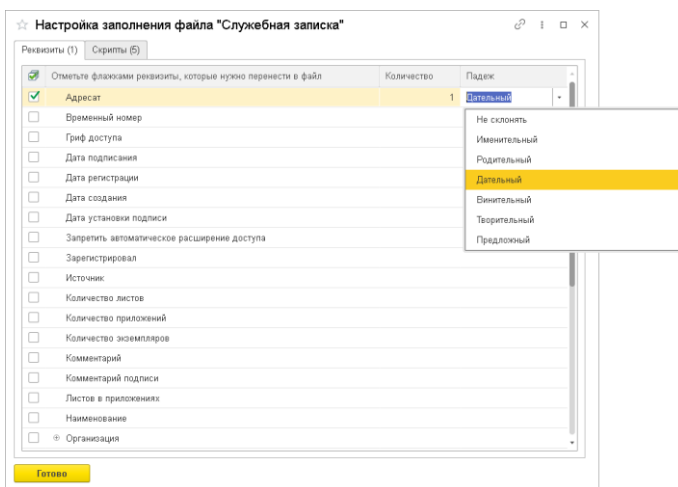 Настройка заполнения файла "Служебная записка"
Реквизиты (1) Скрипты (5)
Отметьте флажками реквизиты, которые нужно перенести в файл Количество Падеж
Адресат 1 Дательный
Временный номер
Не склонять
Гриф доступа
Именительный
Дата подписания
Родительный
Дата регистрации
Дательный
Дата создания
Винительный
Дата установки подписи
Творительный
Запретить автоматическое расширение доступа
Предложный
Зарегистрировал
Источник
Количество листов
Количество приложений
Количество экземпляров
Комментарий
Комментарий подписи
Листов в приложениях
Наименование
Организация
Готово